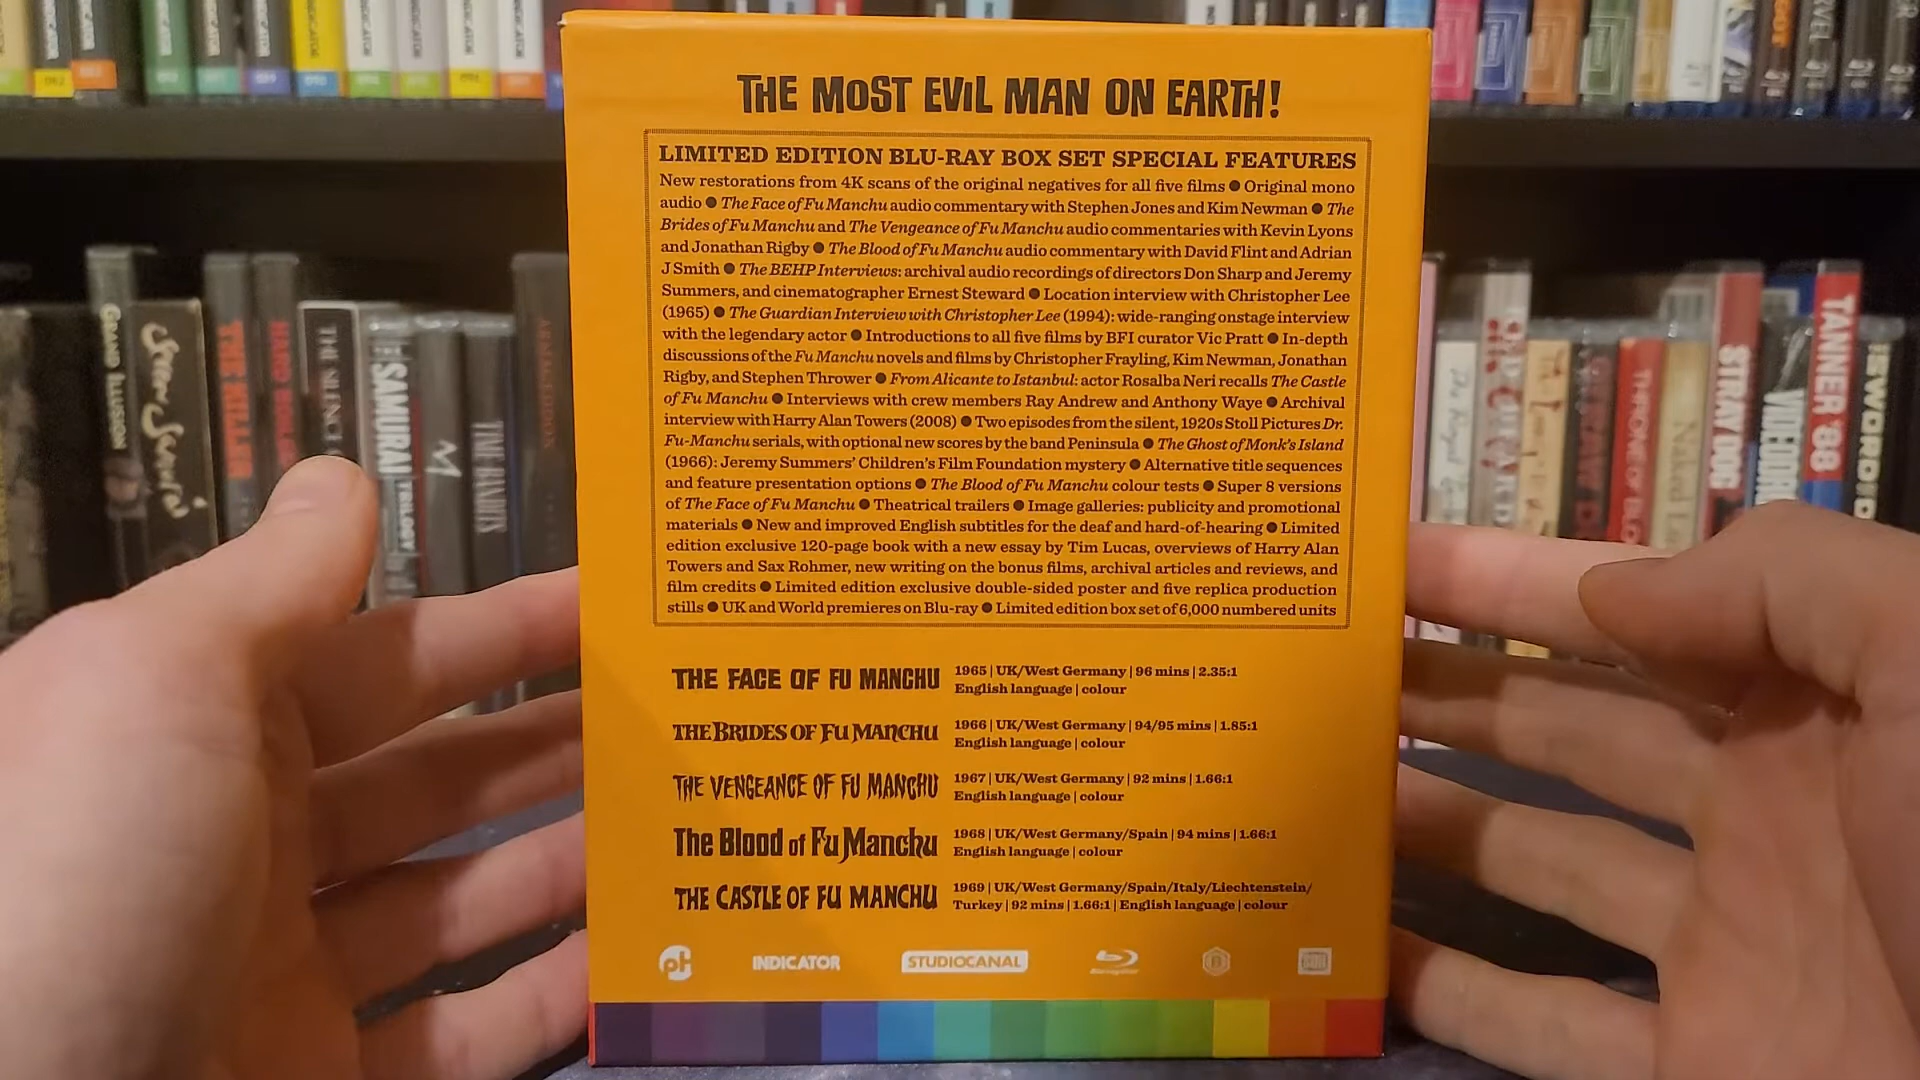 THE MOST EVIL MAN ON EARTH!
LIMITED EDITION BLU-RAY BOX SET SPECIAL FEATURES
New restorations from 4K scans of the original negatives for all five films ● Original mono
audio ● The Face of Fu Manchu audio commentary with Stephen Jones and Kim Newman ● The
Brides of Fu Manchu and The Vengeance of Fu Manchu audio commentaries with Kevin Lyons
and Jonathan Rigby ● The Blood of Fu Manchu audio commentary with David Flint and Adrian
J Smith ● The BEHP Interviews: archival audio recordings of directors Don Sharp and Jeremy
Summers, and cinematographer Ernest Steward ● Location interview with Christopher Lee
(1965) ● The Guardian Interview with Christopher Lee (1994): wide-ranging onstage interview
with the legendary actor ● Introductions to all five films by BFI curator Vic Pratt ● In-depth
discussions of the Fu Manchu novels and films by Christopher Frayling, Kim Newman, Jonathan
Rigby, and Stephen Thrower ● From Alicante to Istanbul: actor Rosalba Neri recalls The Castle
of Fu Manchu ● Interviews with crew members Ray Andrew and Anthony Waye ● Archival
interview with Harry Alan Towers (2008) ● Two episodes from the silent, 1920s Stoll Pictures Dr.
Fu-Manchu serials, with optional new scores by the band Peninsula ● The Ghost of Monk's Island
(1966): Jeremy Summers' Children's Film Foundation mystery ● Alternative title sequences
and feature presentation options ● The Blood of Fu Manchu colour tests ● Super 8 versions
of The Face of Fu Manchu ● Theatrical trailers ● Image galleries: publicity and promotional
materials ● New and improved English subtitles for the deaf and hard-of-hearing ● Limited
edition exclusive 120-page book with a new essay by Tim Lucas, overviews of Harry Alan
Towers and Sax Rohmer, new writing on the bonus films, archival articles and reviews, and
film credits ● Limited edition exclusive double-sided poster and five replica production
stills ● UK and World premieres on Blu-ray ● Limited edition box set of 6,000 numbered units
THE FACE OF FU MANCHU
1965 | UK/West Germany | 96 mins | 2.35:1
English language | colour
THE BRIDES OF FU MANCHU
1966 | UK/West Germany | 94/95 mins | 1.85:1
English language | colour
THE VENGEANCE OF FU MANCHU
1967 | UK/West Germany | 92 mins | 1.66:1
English language | colour
The Blood of Fu Manchu
1968 | UK/West Germany/Spain | 94 mins | 1.66:1
English language | colour
THE CASTLE OF FU MANCHU
1969 | UK/West Germany/Spain/Italy/Liechtenstein/
Turkey | 92 mins | 1.66:1 | English language | colour
INDICATOR
STUDIOCANAL
B
GRAND ILLUSION
THE KILLER
SAMURAI TRILOGY
M
TIME BANDITS
THRONE OF BLOOD
STRAY DOG
TANNER '88